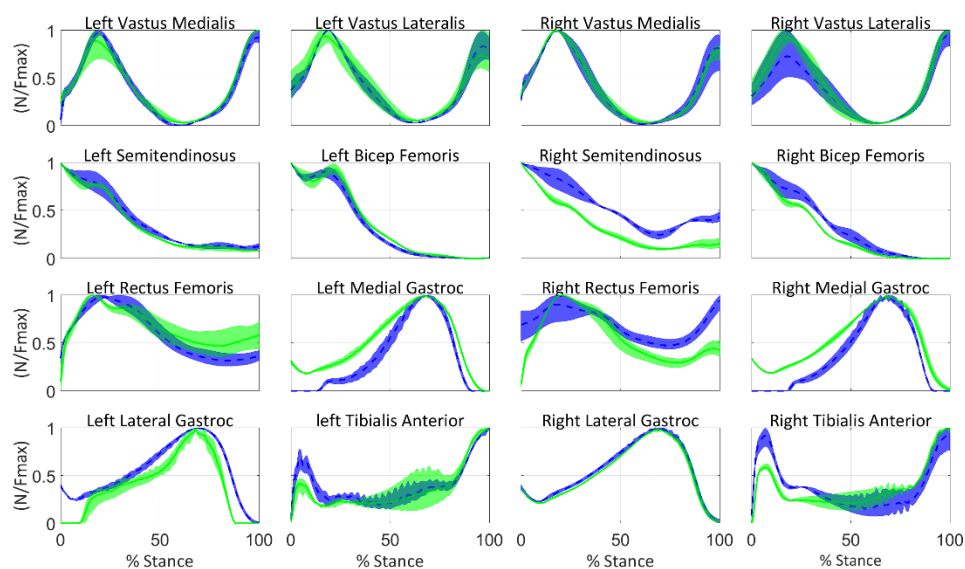 Left Vastus Medialis Left Vastus Lateralis Right Vastus Medialis Right Vastus Lateralis
(N/Fmax)
1
0.5
0
Left Semitendinosus Left Bicep Femoris Right Semitendinosus Right Bicep Femoris
(N/Fmax)
1
0.5
0
Left Rectus Femoris Left Medial Gastroc Right Rectus Femoris Right Medial Gastroc
(N/Fmax)
1
0.5
0
Left Lateral Gastroc left Tibialis Anterior Right Lateral Gastroc Right Tibialis Anterior
(N/Fmax)
1
0.5
0
0 50 100 0 50 100 0 50 100 0 50 100
% Stance % Stance % Stance % Stance